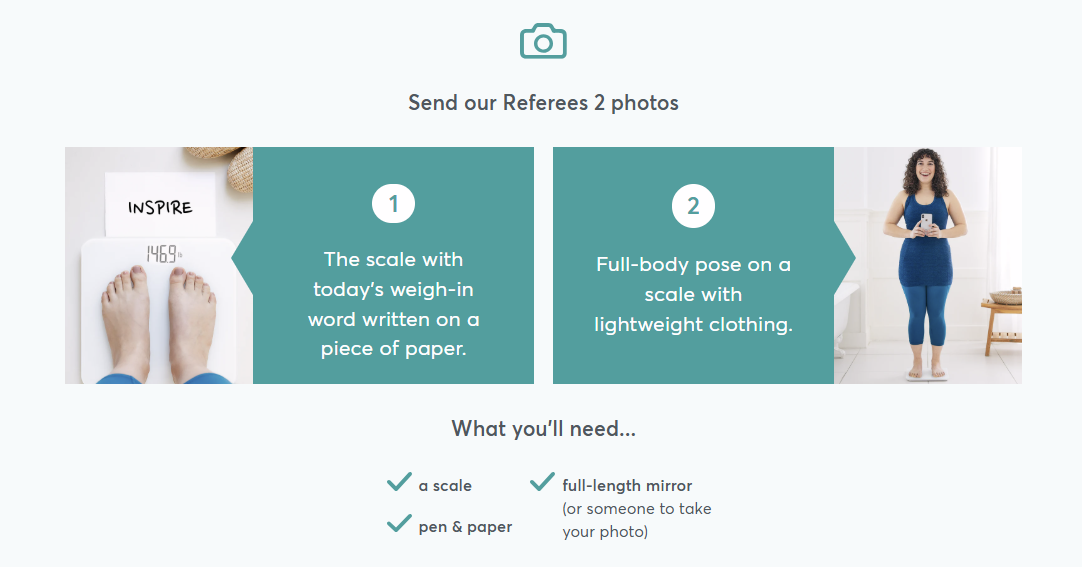 Send our Referees 2 photos
INSPIRE
146.9 lb
1
The scale with
today's weigh-in
word written on a
piece of paper.
2
Full-body pose on a
scale with
lightweight clothing.
What you'll need...
a scale
pen & paper
full-length mirror
(or someone to take
your photo)